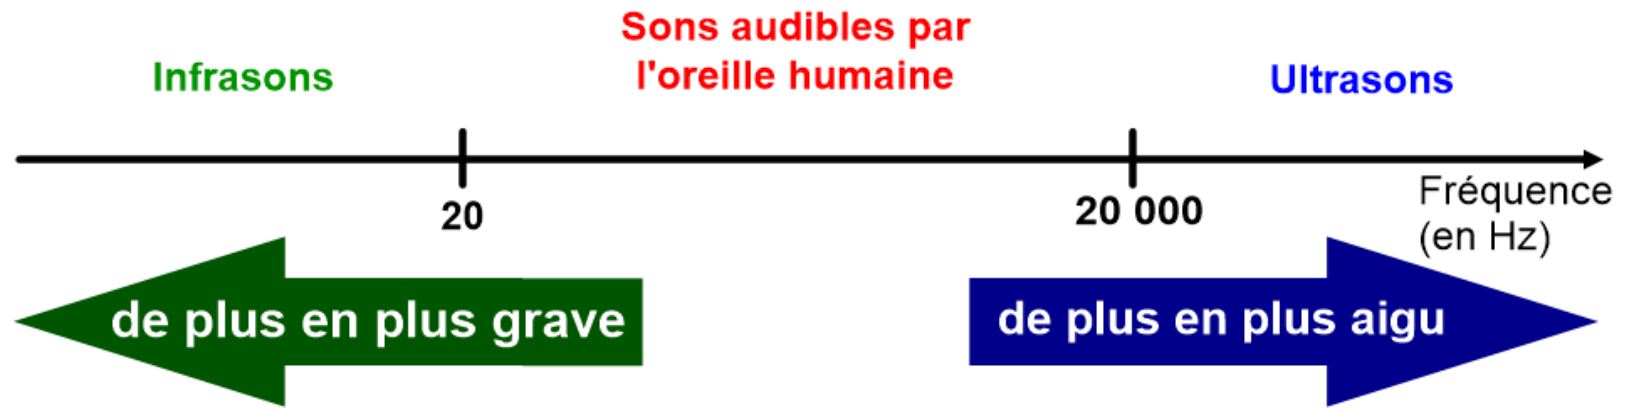 Sons audibles par
l'oreille humaine
Infrasons
Ultrasons
20
20 000
Fréquence
(en Hz)
de plus en plus grave
de plus en plus aigu